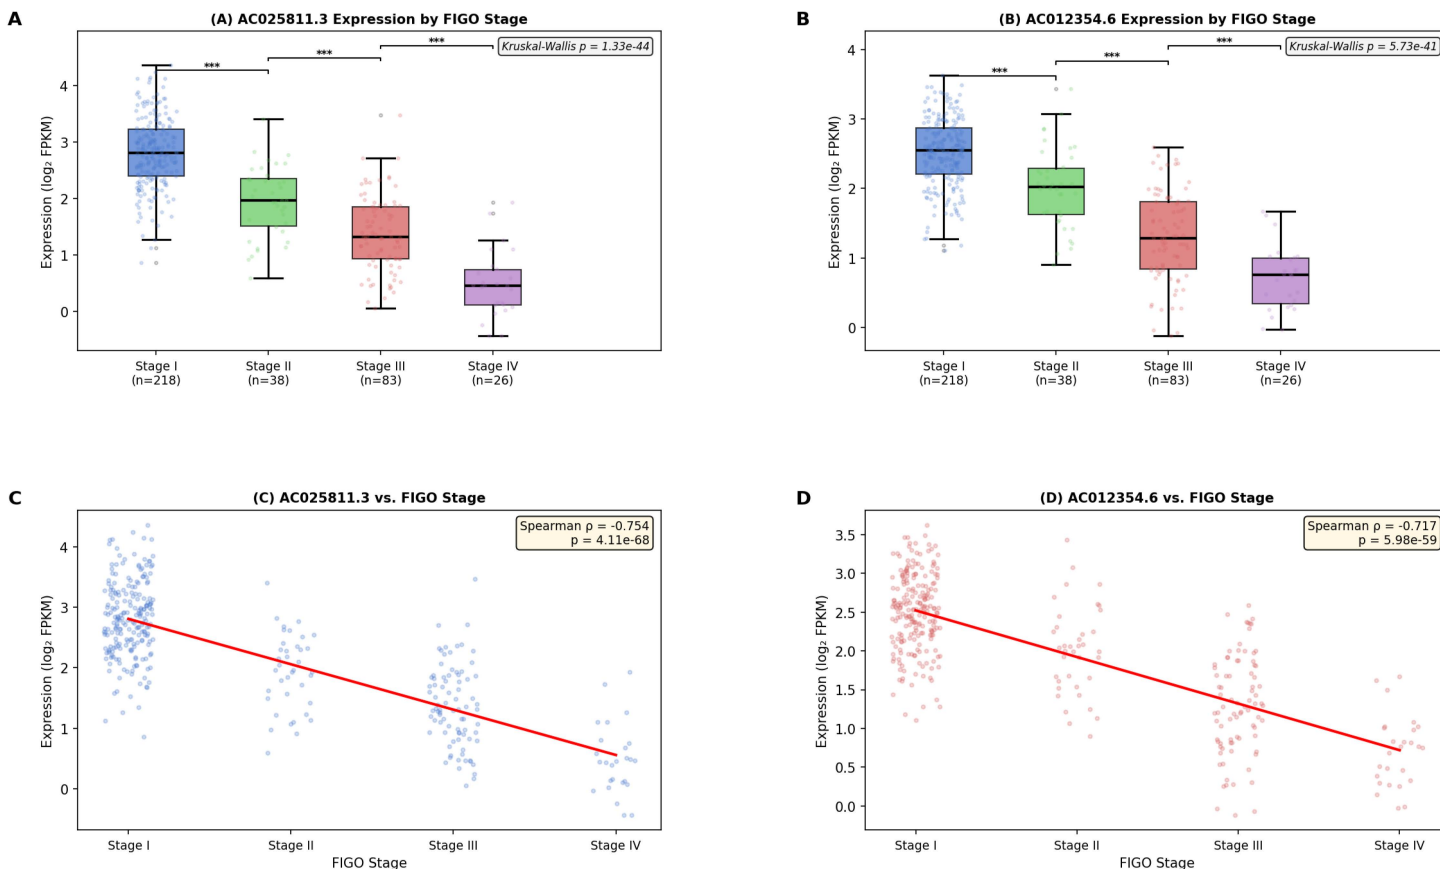 A
(A) AC025811.3 Expression by FIGO Stage
Kruskal-Wallis p = 1.33e-44
***
***
***
Expression (log₂ FPKM)
4
3
2
1
0
Stage I
(n=218)
Stage II
(n=38)
Stage III
(n=83)
Stage IV
(n=26)
B
(B) AC012354.6 Expression by FIGO Stage
Kruskal-Wallis p = 5.73e-41
***
***
***
Expression (log₂ FPKM)
4
3
2
1
0
Stage I
(n=218)
Stage II
(n=38)
Stage III
(n=83)
Stage IV
(n=26)
C
(C) AC025811.3 vs. FIGO Stage
Spearman ρ = -0.754
p = 4.11e-68
Expression (log₂ FPKM)
4
3
2
1
0
Stage I
Stage II
Stage III
Stage IV
FIGO Stage
D
(D) AC012354.6 vs. FIGO Stage
Spearman ρ = -0.717
p = 5.98e-59
Expression (log₂ FPKM)
3.5
3.0
2.5
2.0
1.5
1.0
0.5
0.0
Stage I
Stage II
Stage III
Stage IV
FIGO Stage